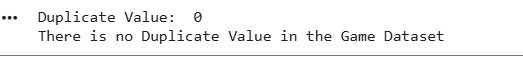 Duplicate Value:  0
There is no Duplicate Value in the Game Dataset